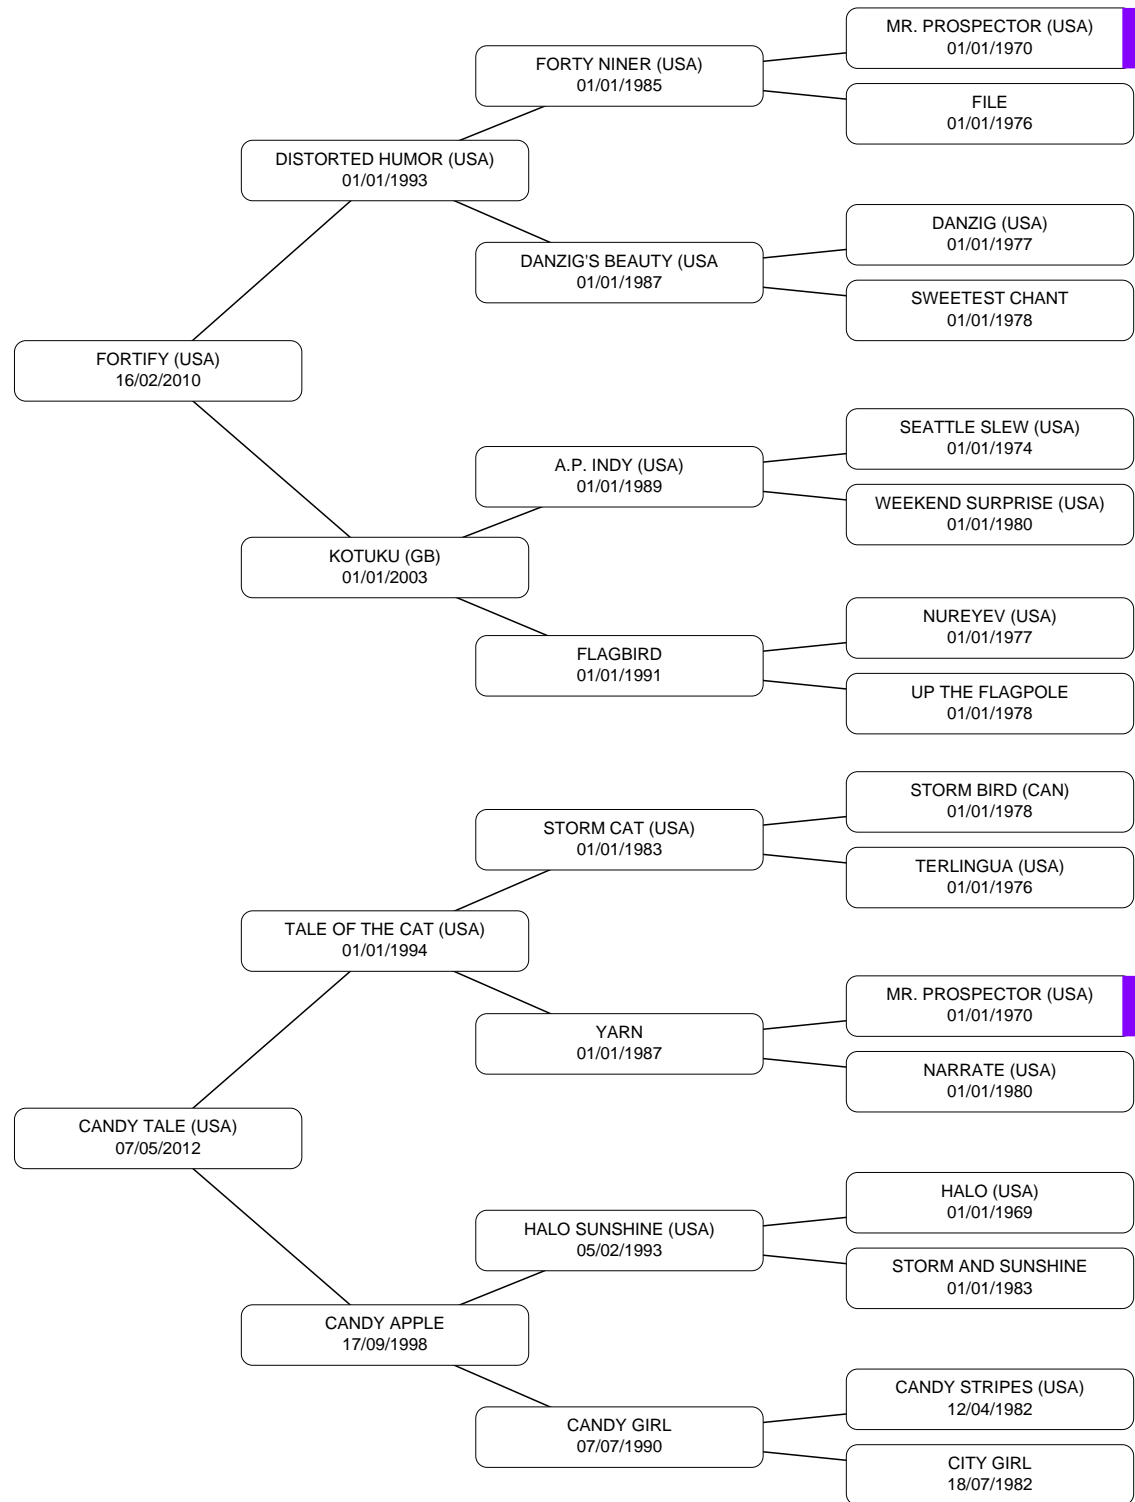 MR. PROSPECTOR (USA)
01/01/1970
FORTY NINER (USA)
01/01/1985
FILE
01/01/1976
DISTORTED HUMOR (USA)
01/01/1993
DANZIG (USA)
01/01/1977
DANZIG'S BEAUTY (USA
01/01/1987
SWEETEST CHANT
01/01/1978
FORTIFY (USA)
16/02/2010
SEATTLE SLEW (USA)
01/01/1974
A.P. INDY (USA)
01/01/1989
WEEKEND SURPRISE (USA)
01/01/1980
KOTUKU (GB)
01/01/2003
NUREYEV (USA)
01/01/1977
FLAGBIRD
01/01/1991
UP THE FLAGPOLE
01/01/1978
STORM BIRD (CAN)
01/01/1978
STORM CAT (USA)
01/01/1983
TERLINGUA (USA)
01/01/1976
TALE OF THE CAT (USA)
01/01/1994
MR. PROSPECTOR (USA)
01/01/1970
YARN
01/01/1987
NARRATE (USA)
01/01/1980
CANDY TALE (USA)
07/05/2012
HALO (USA)
01/01/1969
HALO SUNSHINE (USA)
05/02/1993
STORM AND SUNSHINE
01/01/1983
CANDY APPLE
17/09/1998
CANDY STRIPES (USA)
12/04/1982
CANDY GIRL
07/07/1990
CITY GIRL
18/07/1982